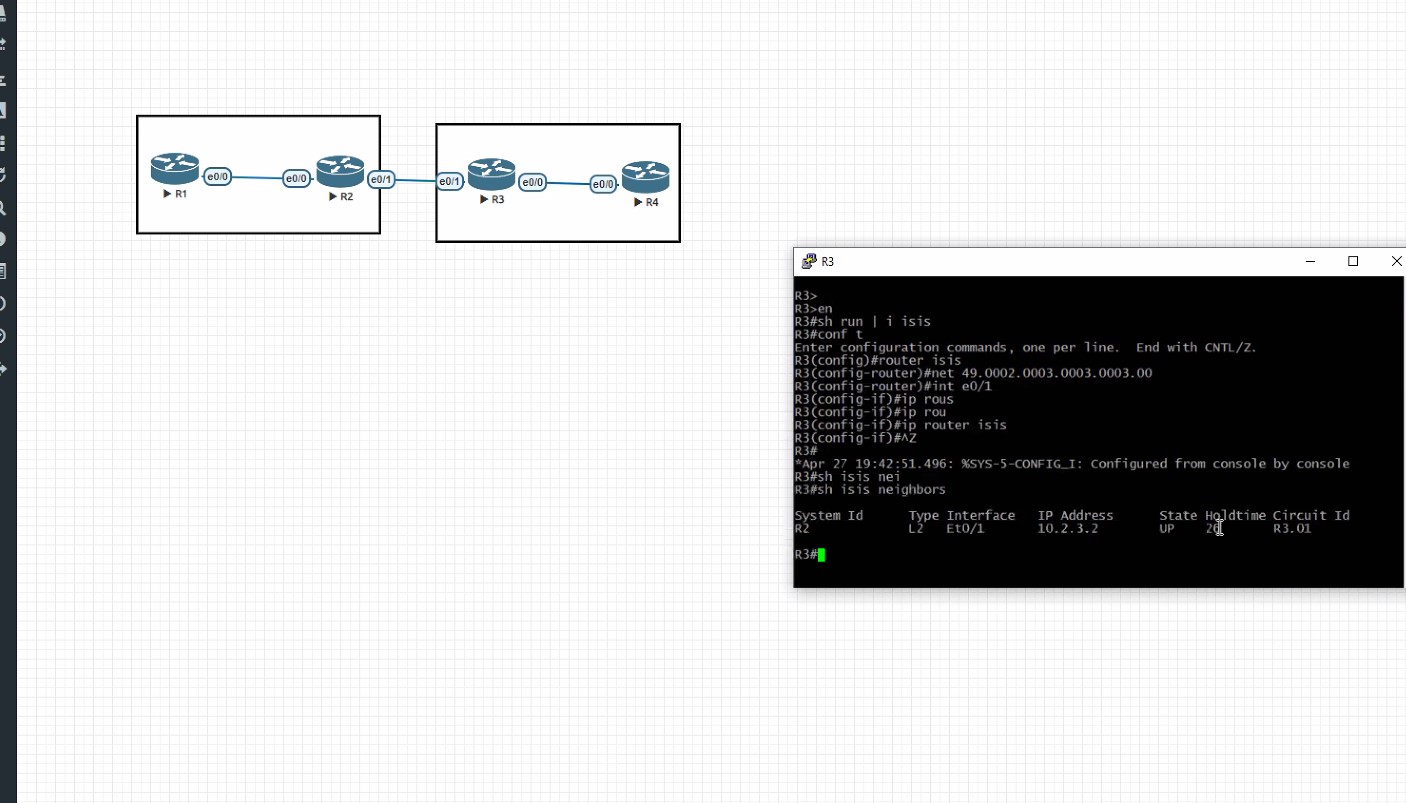 e0/0
e0/0
e0/1
e0/1
e0/0
e0/0
R1
R2
R3
R4
R3
R3>
R3>en
R3#sh run | i isis
R3#conf t
Enter configuration commands, one per line.  End with CNTL/Z.
R3(config)#router isis
R3(config-router)#net 49.0002.0003.0003.0003.00
R3(config-router)#int e0/1
R3(config-if)#ip rous
R3(config-if)#ip rou
R3(config-if)#ip router isis
R3(config-if)#^Z
R3#
*Apr 27 19:42:51.496: %SYS-5-CONFIG_I: Configured from console by console
R3#sh isis nei
R3#sh isis neighbors
System Id      Type Interface   IP Address      State Holdtime Circuit Id
R2             L2   Et0/1       10.2.3.2        UP             R3.01
R3#